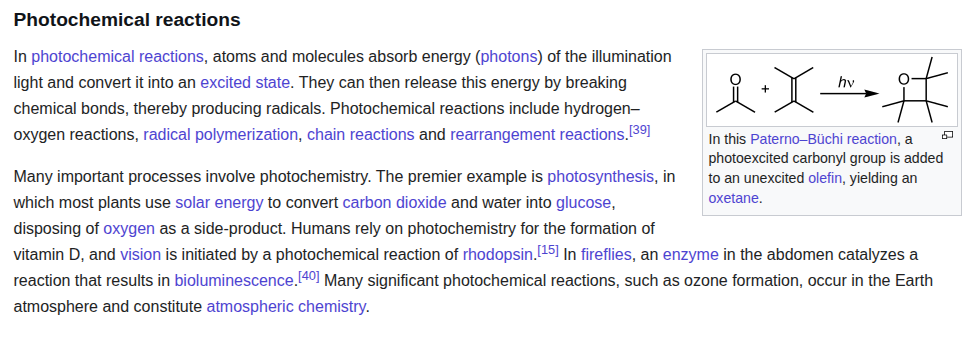 Photochemical reactions
In photochemical reactions, atoms and molecules absorb energy (photons) of the illumination
light and convert it into an excited state. They can then release this energy by breaking
chemical bonds, thereby producing radicals. Photochemical reactions include hydrogen–
oxygen reactions, radical polymerization, chain reactions and rearrangement reactions.[39]
Many important processes involve photochemistry. The premier example is photosynthesis, in
which most plants use solar energy to convert carbon dioxide and water into glucose,
disposing of oxygen as a side-product. Humans rely on photochemistry for the formation of
vitamin D, and vision is initiated by a photochemical reaction of rhodopsin.[15] In fireflies, an enzyme in the abdomen catalyzes a
reaction that results in bioluminescence.[40] Many significant photochemical reactions, such as ozone formation, occur in the Earth
atmosphere and constitute atmospheric chemistry.
O + hν O
In this Paterno–Büchi reaction, a
photoexcited carbonyl group is added
to an unexcited olefin, yielding an
oxetane.